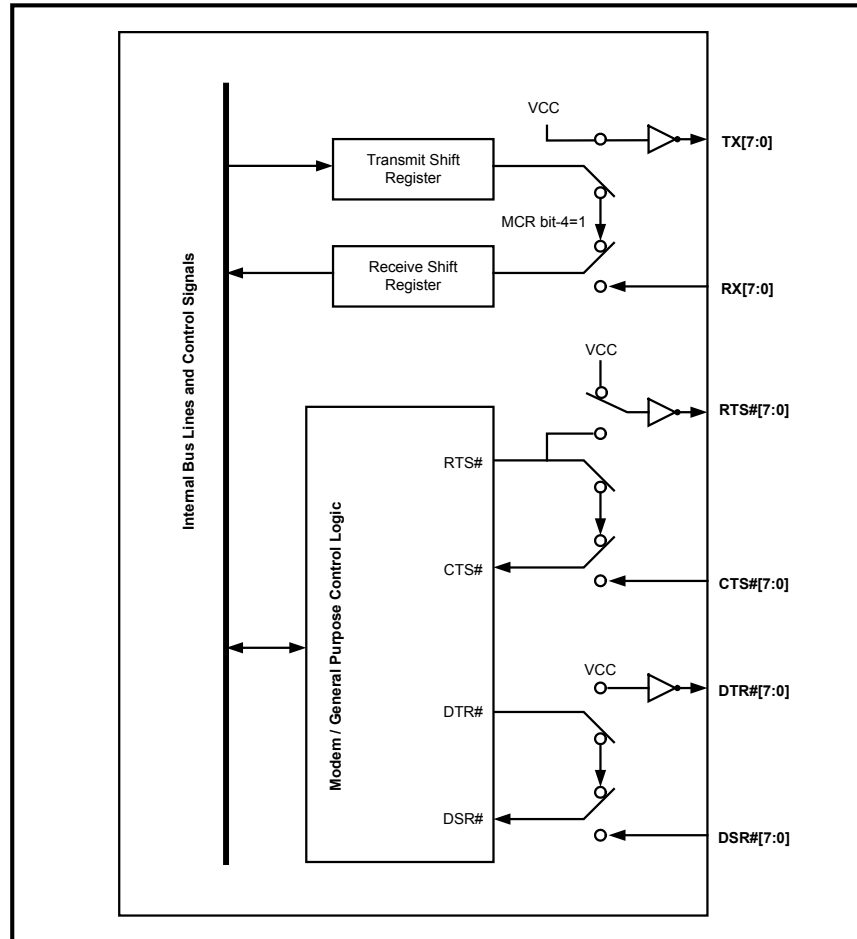 VCC
TX[7:0]
Transmit Shift
Register
MCR bit-4=1
Receive Shift
Register
RX[7:0]
Internal Bus Lines and Control Signals
VCC
RTS#[7:0]
RTS#
Modem / General Purpose Control Logic
CTS#
CTS#[7:0]
VCC
DTR#[7:0]
DTR#
DSR#
DSR#[7:0]